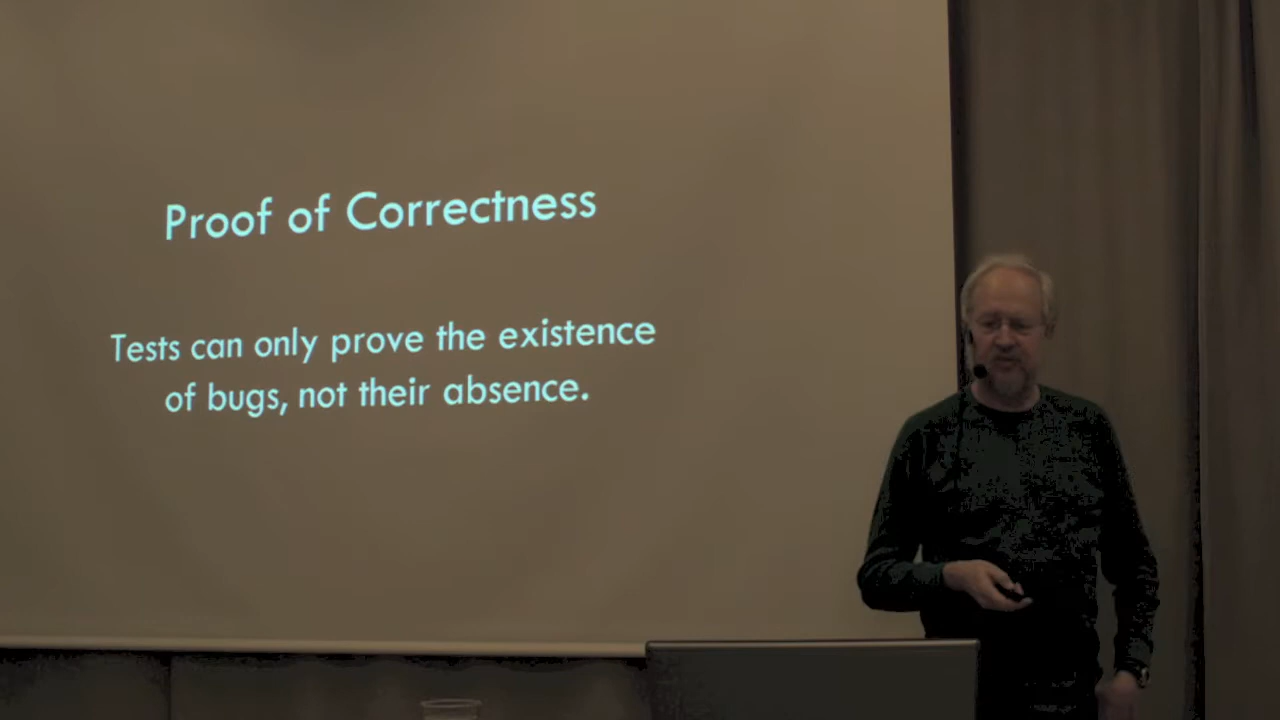 Proof of Correctness
Tests can only prove the existence
of bugs, not their absence.